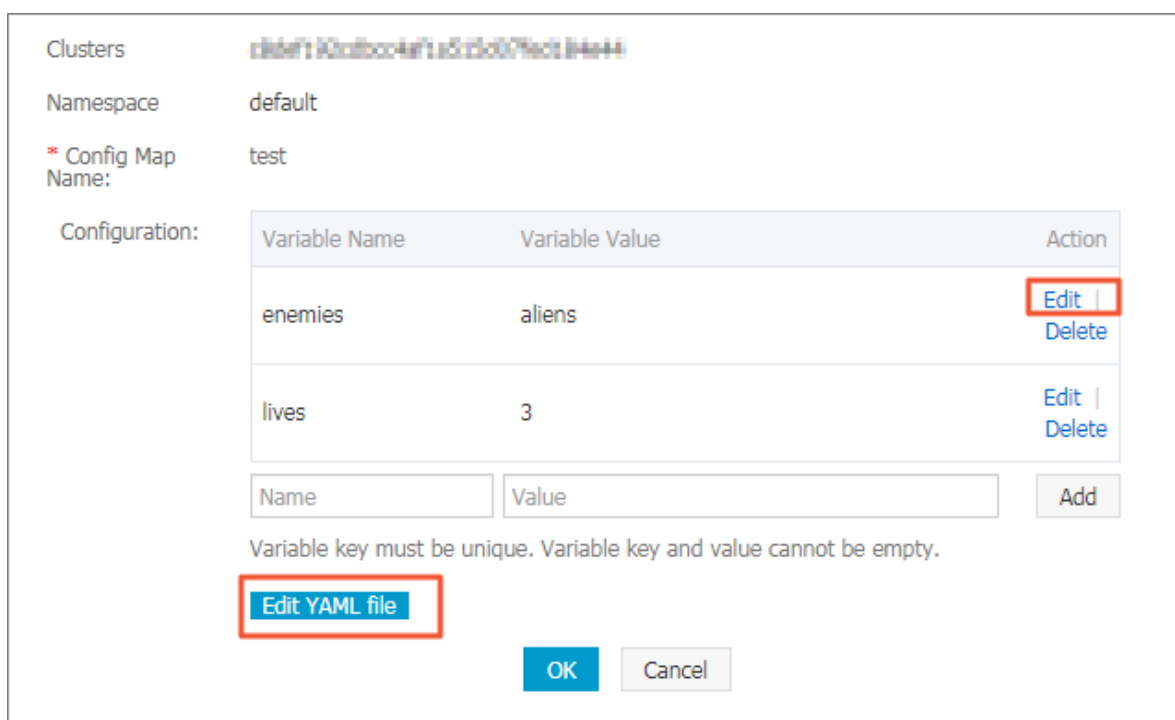 Clusters
Namespace default
* Config Map Name: test
Configuration:
Variable Name Variable Value Action
enemies aliens Edit |
Delete
lives 3 Edit |
Delete
Name Value Add
Variable key must be unique. Variable key and value cannot be empty.
Edit YAML file
OK Cancel